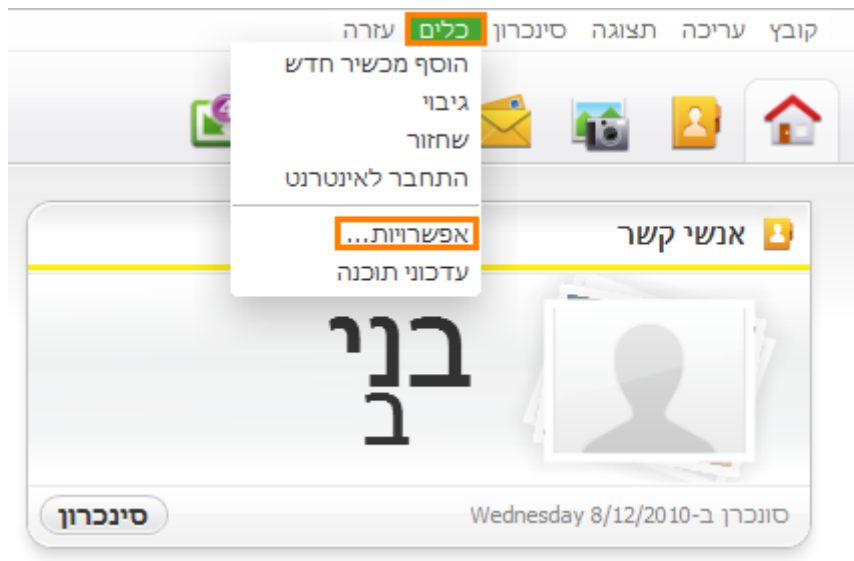 קובץ עריכה תצוגה סינכרון כלים עזרה
הוסף מכשיר חדש
גיבוי
שחזור
התחבר לאינטרנט
אפשרויות...
עדכוני תוכנה
4
אנשי קשר
בני
ב
סונכרן ב-Wednesday 8/12/2010
סינכרון